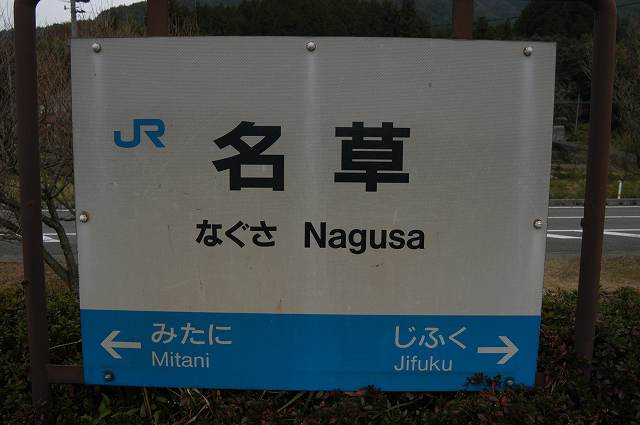 JR
名草
なぐさ Nagusa
← みたに じふく →
Mitani Jifuku